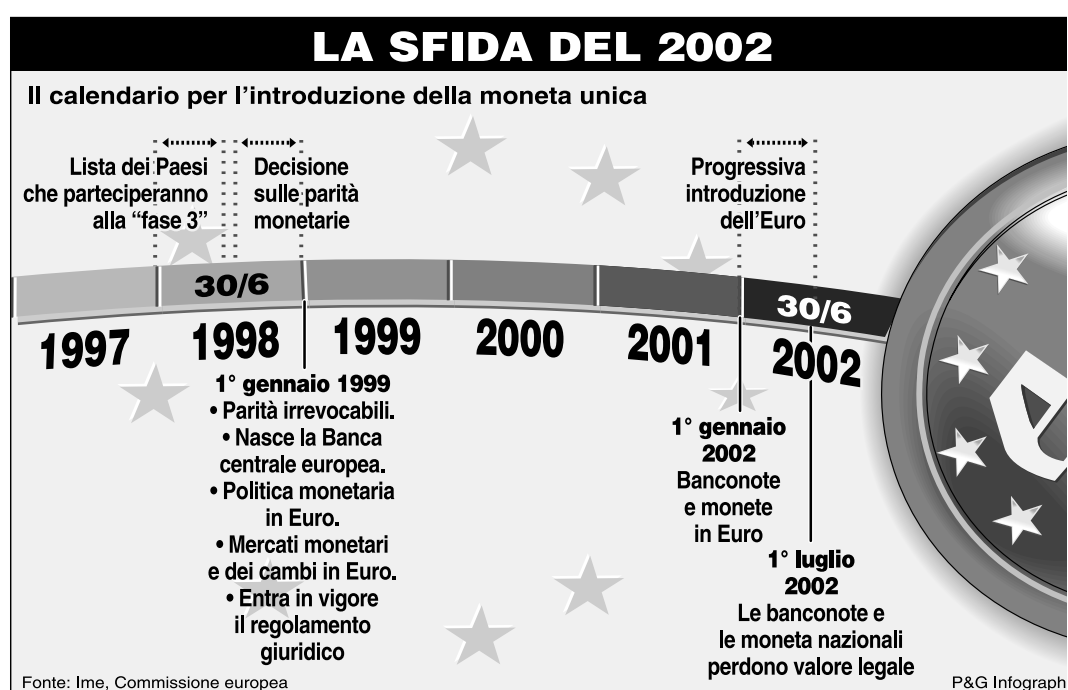 LA SFIDA DEL 2002
Il calendario per l'introduzione della moneta unica
Lista dei Paesi
che parteciperanno
alla “fase 3”
Decisione
sulle parità
monetarie
Progressiva
introduzione
dell'Euro
30/6
30/6
1997
1998
1999
2000
2001
2002
1° gennaio 1999
• Parità irrevocabili.
• Nasce la Banca
centrale europea.
• Politica monetaria
in Euro.
• Mercati monetari
e dei cambi in Euro.
• Entra in vigore
il regolamento
giuridico
1° gennaio
2002
Banconote
e monete
in Euro
1° luglio
2002
Le banconote e
le moneta nazionali
perdono valore legale
e
Fonte: Ime, Commissione europea
P&G Infograph